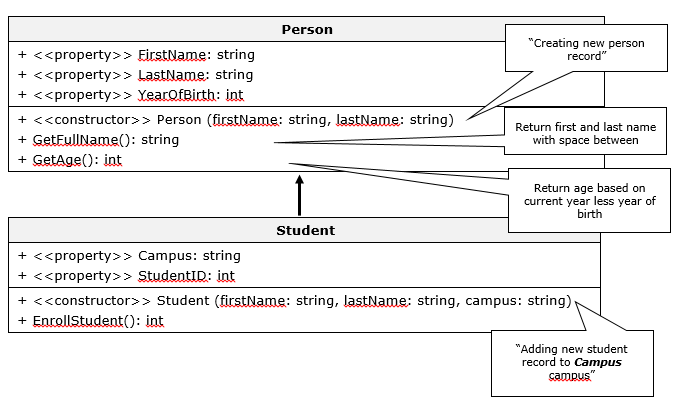 Person
+ <<property>> FirstName: string
+ <<property>> LastName: string
+ <<property>> YearOfBirth: int
+ <<constructor>> Person (firstName: string, lastName: string)
+ GetFullName(): string
+ GetAge(): int
“Creating new person
record”
Return first and last name
with space between
Return age based on
current year less year of
birth
Student
+ <<property>> Campus: string
+ <<property>> StudentID: int
+ <<constructor>> Student (firstName: string, lastName: string, campus: string)
+ EnrollStudent(): int
“Adding new student
record to Campus
campus”